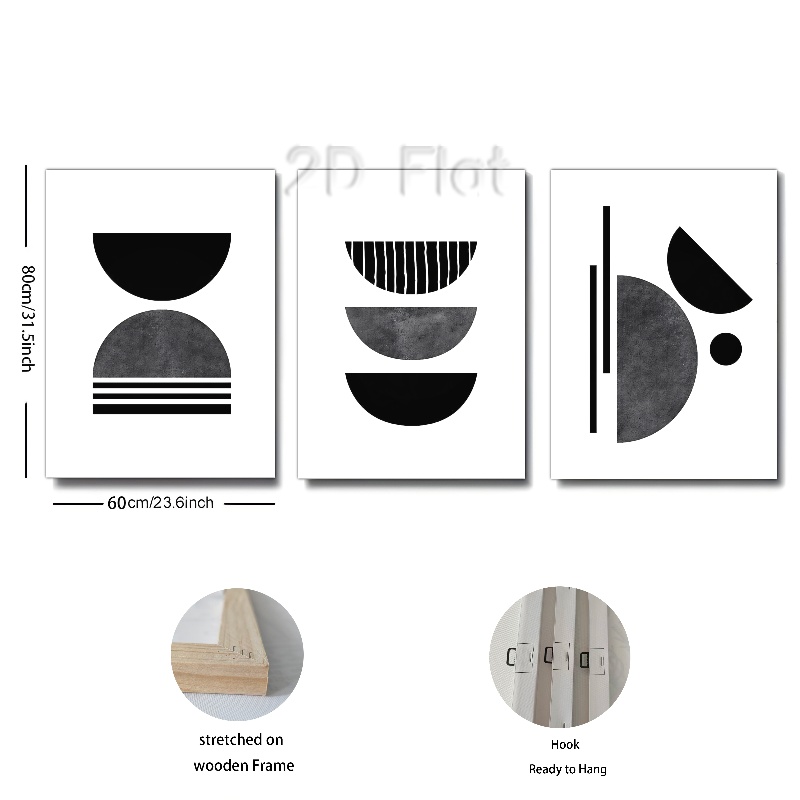 2D Flat
80cm/31.5inch
60cm/23.6inch
stretched on
wooden Frame
Hook
Ready to Hang